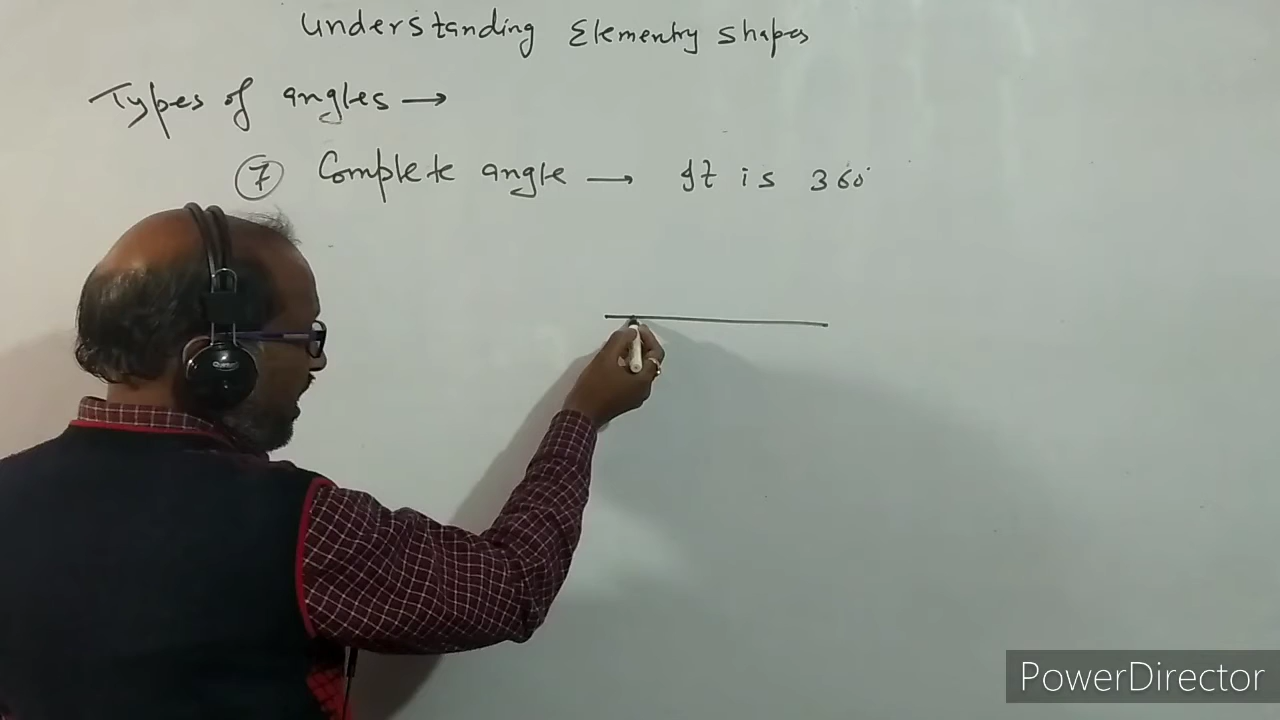 Understanding Elementry shapes
Types of angles →
⑦ Complete angle → It is 360°
PowerDirector